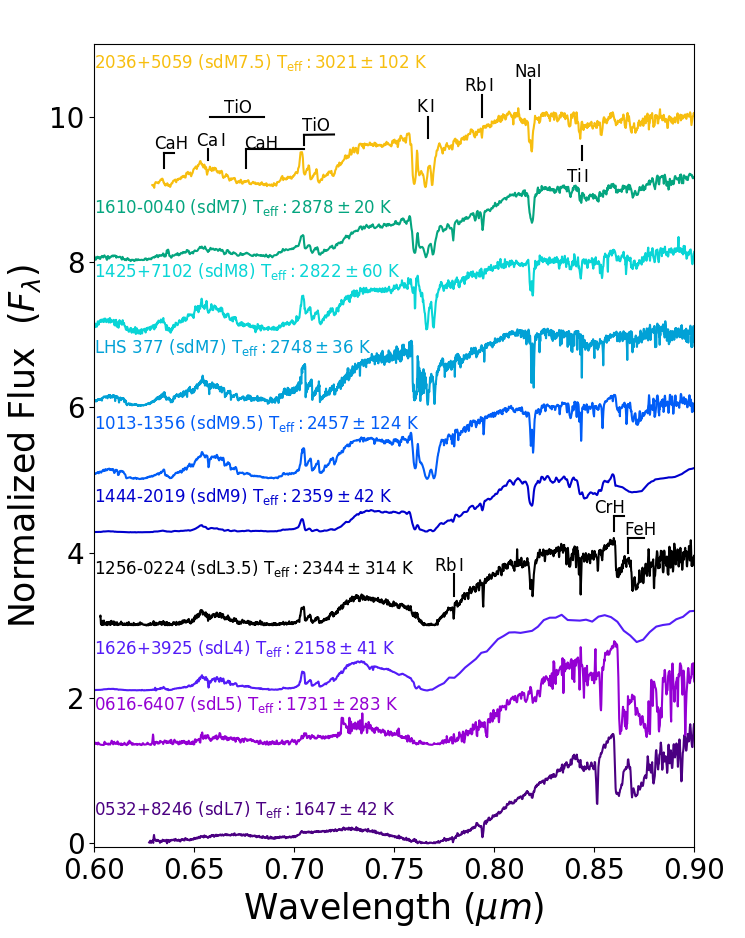 2036+5059 (sdM7.5) T_eff : 3021 ± 102 K
NaI
Rb I
K I
TiO
TiO
CaH
Ca I
CaH
Ti I
1610-0040 (sdM7) T_eff : 2878 ± 20 K
1425+7102 (sdM8) T_eff : 2822 ± 60 K
LHS 377 (sdM7) T_eff : 2748 ± 36 K
1013-1356 (sdM9.5) T_eff : 2457 ± 124 K
1444-2019 (sdM9) T_eff : 2359 ± 42 K
CrH
FeH
1256-0224 (sdL3.5) T_eff : 2344 ± 314 K
Rb I
1626+3925 (sdL4) T_eff : 2158 ± 41 K
0616-6407 (sdL5) T_eff : 1731 ± 283 K
0532+8246 (sdL7) T_eff : 1647 ± 42 K
10
8
6
4
2
0
Normalized Flux (F_λ)
0.60 0.65 0.70 0.75 0.80 0.85 0.90
Wavelength (μm)